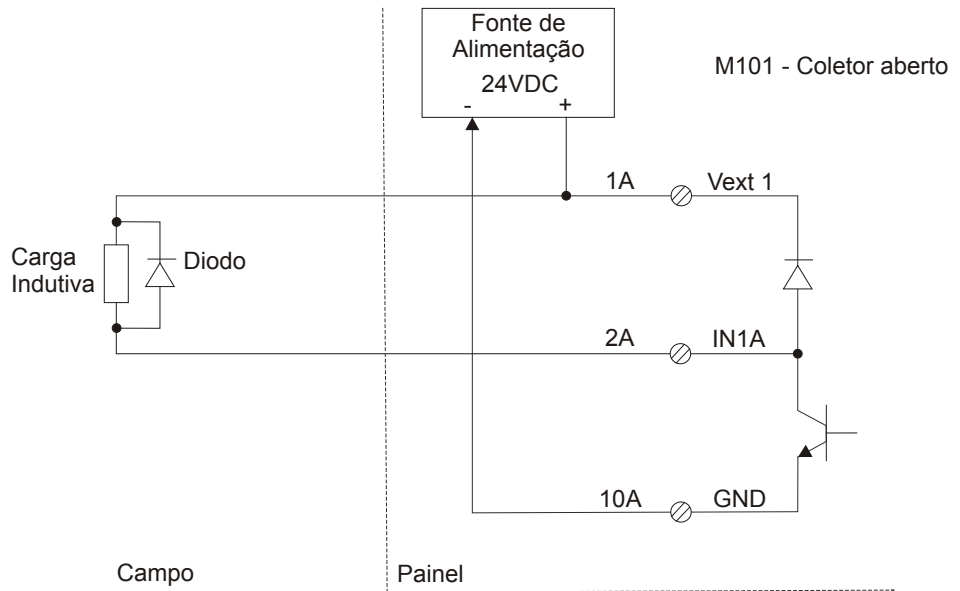 Fonte de
Alimentação
24VDC
- +
M101 - Coletor aberto
1A Vext 1
Carga
Indutiva
Diodo
2A IN1A
10A GND
Campo Painel